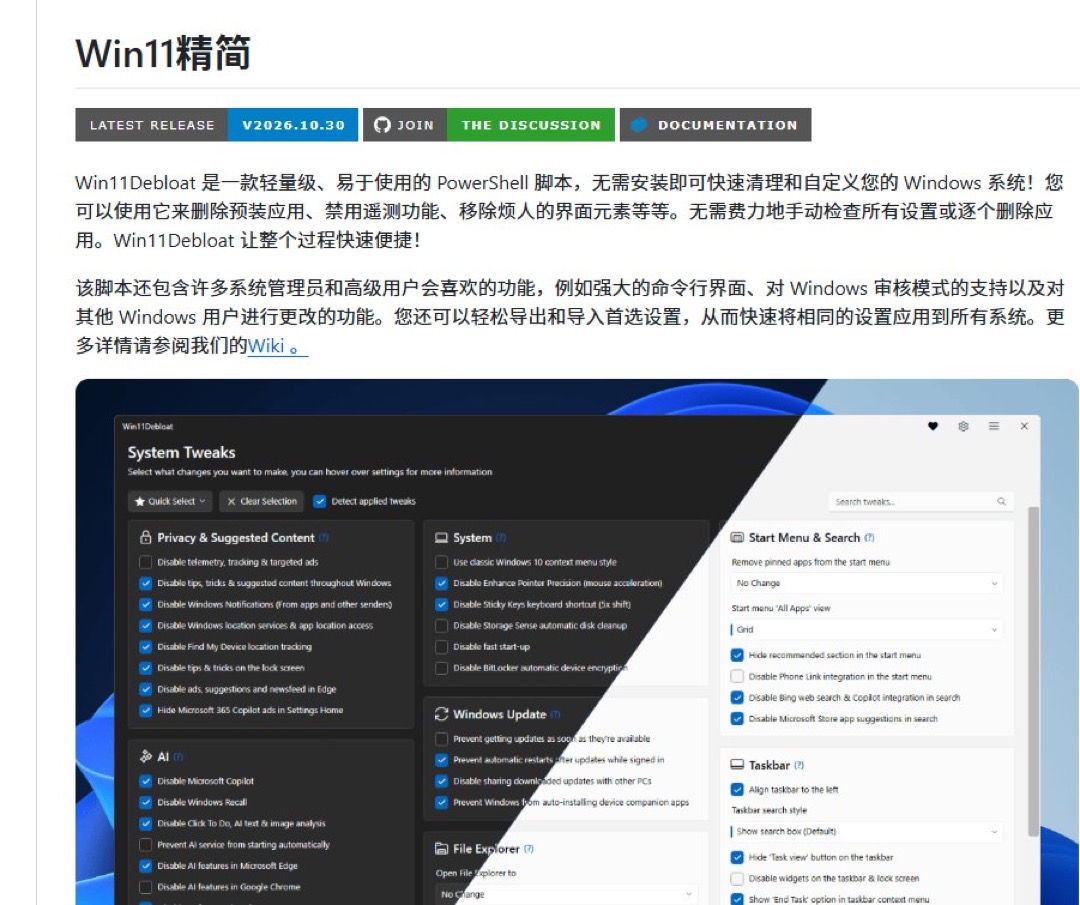 Win11精简
LATEST RELEASE V2026.10.30 JOIN THE DISCUSSION DOCUMENTATION
Win11Debloat 是一款轻量级、易于使用的 PowerShell 脚本，无需安装即可快速清理和自定义您的 Windows 系统！您
可以使用它来删除预装应用、禁用遥测功能、移除烦人的界面元素等等。无需费力地手动检查所有设置或逐个删除应
用。Win11Debloat 让整个过程快速便捷！
该脚本还包含许多系统管理员和高级用户会喜欢的功能，例如强大的命令行界面、对 Windows 审核模式的支持以及对
其他 Windows 用户进行更改的功能。您还可以轻松导出和导入首选设置，从而快速将相同的设置应用到所有系统。更
多详情请参阅我们的Wiki 。
Win11Debloat
System Tweaks
Select what changes you want to make, you can hover over settings for more information
Quick Select
Clear Selection
Detect applied tweaks
Search tweaks...
Privacy & Suggested Content (?)
Disable telemetry, tracking & targeted ads
Disable tips, tricks & suggested content throughout Windows
Disable Windows Notifications (From apps and other senders)
Disable Windows location services & app location access
Disable Find My Device location tracking
Disable tips & tricks on the lock screen
Disable ads, suggestions and newsfeed in Edge
Hide Microsoft 365 Copilot ads in Settings Home
AI (?)
Disable Microsoft Copilot
Disable Windows Recall
Disable Click To Do, AI text & image analysis
Prevent AI service from starting automatically
Disable AI features in Microsoft Edge
Disable AI features in Google Chrome
System (?)
Use classic Windows 10 context menu style
Disable Enhance Pointer Precision (mouse acceleration)
Disable Sticky Keys keyboard shortcut (5x shift)
Disable Storage Sense automatic disk cleanup
Disable fast start-up
Disable BitLocker automatic device encryption
Windows Update (?)
Prevent getting updates as soon as they're available
Prevent automatic restarts after updates while signed in
Disable sharing downloaded updates with other PCs
Prevent Windows from auto-installing device companion apps
File Explorer (?)
Open File Explorer to
No Change
Start Menu & Search (?)
Remove pinned apps from the start menu
No Change
Start menu 'All Apps' view
Grid
Hide recommended section in the start menu
Disable Phone Link integration in the start menu
Disable Bing web search & Copilot integration in search
Disable Microsoft Store app suggestions in search
Taskbar (?)
Align taskbar to the left
Taskbar search style
Show search box (Default)
Hide 'Task view' button on the taskbar
Disable widgets on the taskbar & lock screen
Show 'End Task' option in taskbar context menu